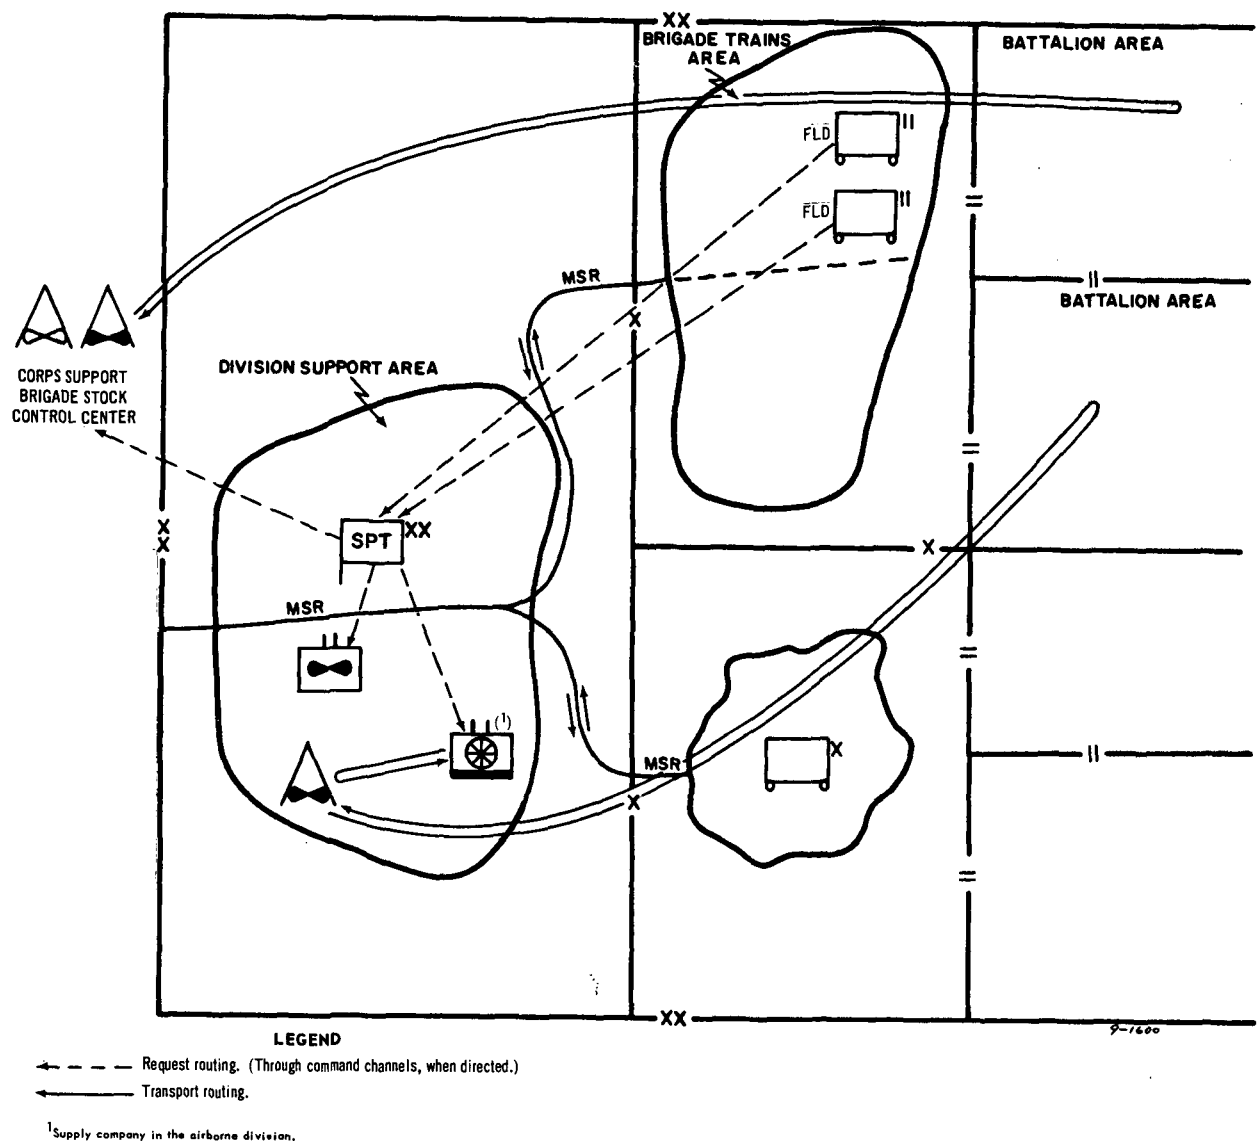 XX
BRIGADE TRAINS
AREA
BATTALION AREA
FLD
II
FLD
II
MSR
II
BATTALION AREA
X
CORPS SUPPORT
BRIGADE STOCK
CONTROL CENTER
DIVISION SUPPORT AREA
XX
SPT
XX
X
MSR
(1)
MSR
X
II
X
XX
9-1600
LEGEND
Request routing. (Through command channels, when directed.)
Transport routing.
1Supply company in the airborne division.